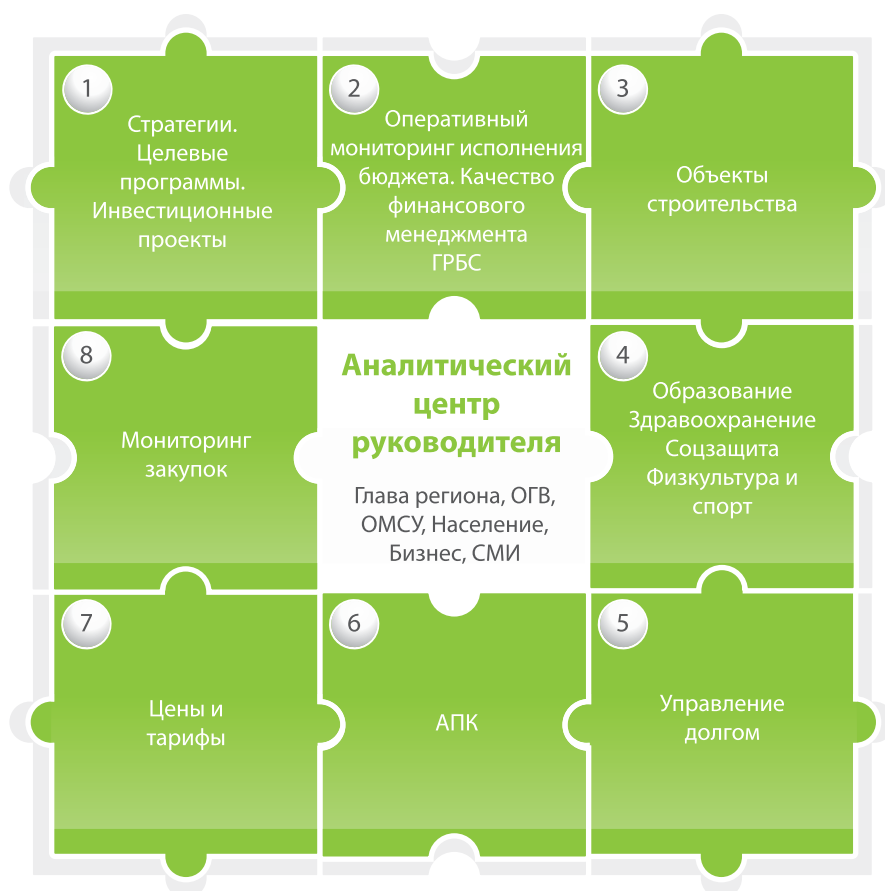 1
Стратегии.
Целевые
программы.
Инвестиционные
проекты
2
Оперативный
мониторинг исполнения
бюджета. Качество
финансового
менеджмента
ГРБС
3
Объекты
строительства
8
Мониторинг
закупок
Аналитический
центр
руководителя
Глава региона, ОГВ,
ОМСУ, Население,
Бизнес, СМИ
4
Образование
Здравоохранение
Соцзащита
Физкультура и
спорт
7
Цены и
тарифы
6
АПК
5
Управление
долгом